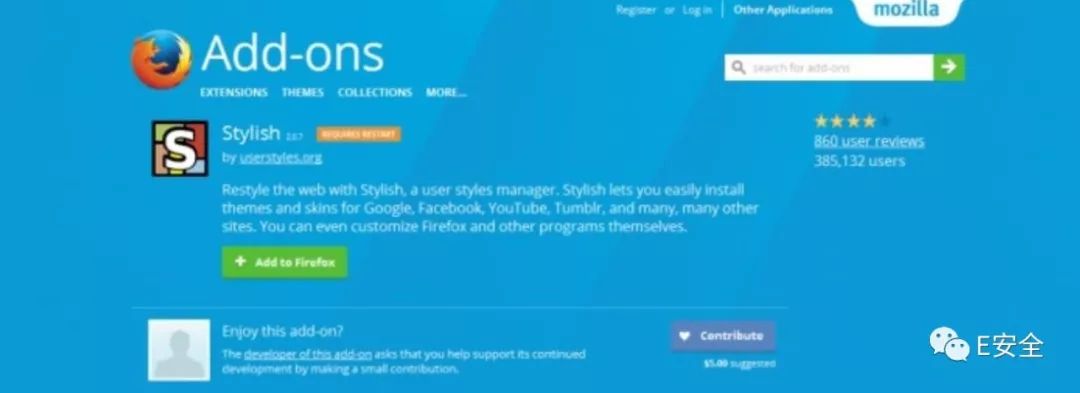 Register or Log in Other Applications mozilla
Add-ons
search for add-ons
EXTENSIONS THEMES COLLECTIONS MORE...
S
Stylish 2.0.7 REQUIRES RESTART
860 user reviews
by userstyles.org
385,132 users
Restyle the web with Stylish, a user styles manager. Stylish lets you easily install
themes and skins for Google, Facebook, YouTube, Tumblr, and many, many other
sites. You can even customize Firefox and other programs themselves.
Add to Firefox
Enjoy this add-on?
Contribute
The developer of this add-on asks that you help support its continued
development by making a small contribution.
$5.00 suggested
E安全